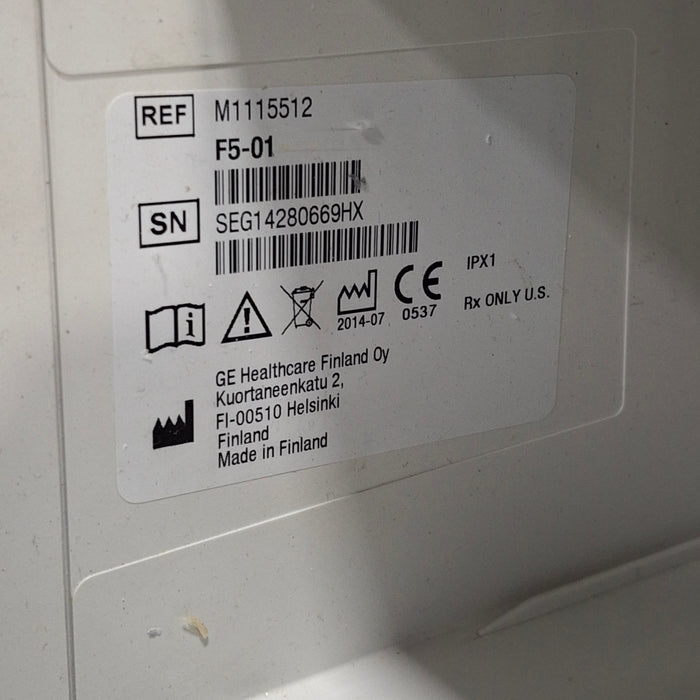 REF M1115512
F5-01
SN SEG14280669HX
i
2014-07
CE
0537
IPX1
Rx ONLY U.S.
GE Healthcare Finland Oy
Kuortaneenkatu 2,
FI-00510 Helsinki
Finland
Made in Finland